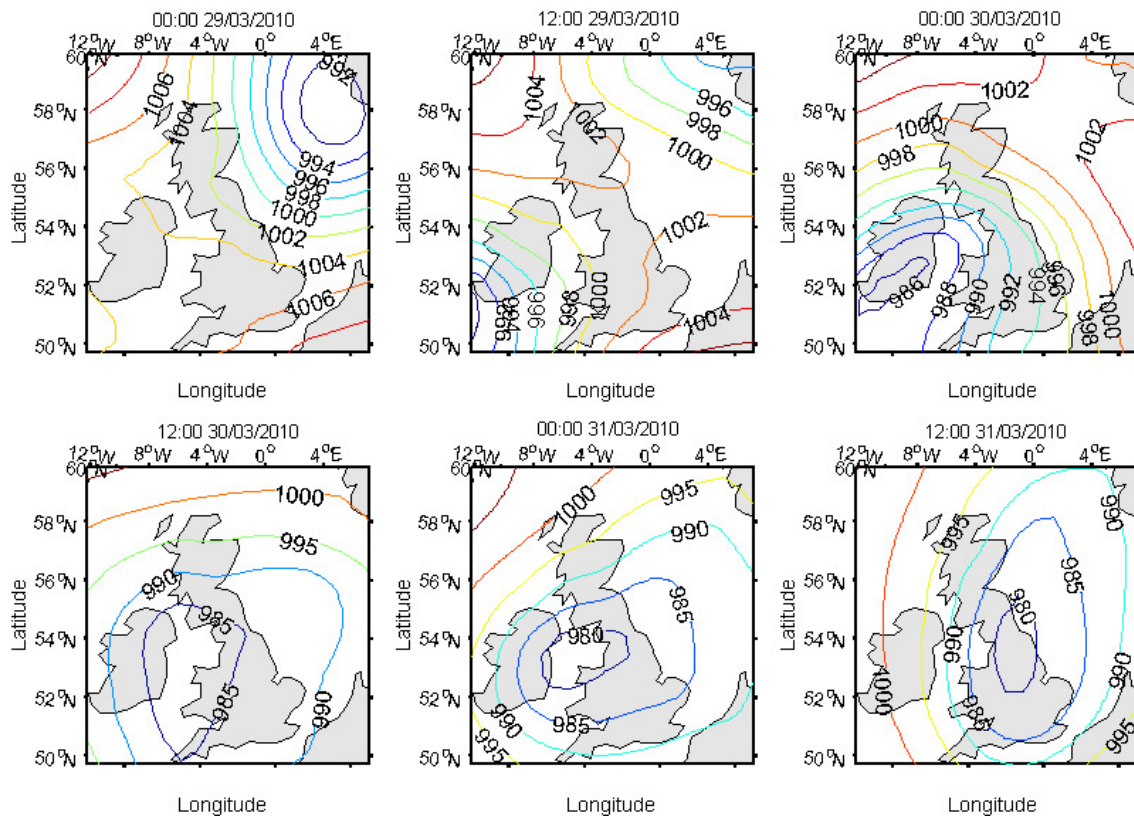 00:00 29/03/2010
12°W 8°W 4°W 0° 4°E
60
58°N
56°N
54°N
52°N
50°N
Latitude
Longitude
992
1006
1004
994
996
998
1000
1002
1004
1006
12:00 29/03/2010
12°W 8°W 4°W 0° 4°E
60
58°N
56°N
54°N
52°N
50°N
Latitude
Longitude
1004
996
002
998
1000
1002
1000
998
996
1004
00:00 30/03/2010
12°W 8°W 4°W 0° 4°E
60
58°N
56°N
54°N
52°N
50°N
Latitude
Longitude
1002
1000
1002
998
986
988
990
992
994
996
998
1000
12:00 30/03/2010
12°W 8°W 4°W 0° 4°E
60
58°N
56°N
54°N
52°N
50°N
Latitude
Longitude
1000
995
990
985
985
990
00:00 31/03/2010
12°W 8°W 4°W 0° 4°E
60
58°N
56°N
54°N
52°N
50°N
Latitude
Longitude
1000
995
990
985
980
990
985
995
12:00 31/03/2010
12°W 8°W 4°W 0° 4°E
60
58°N
56°N
54°N
52°N
50°N
Latitude
Longitude
995
990
985
980
990
1000
985
990
995